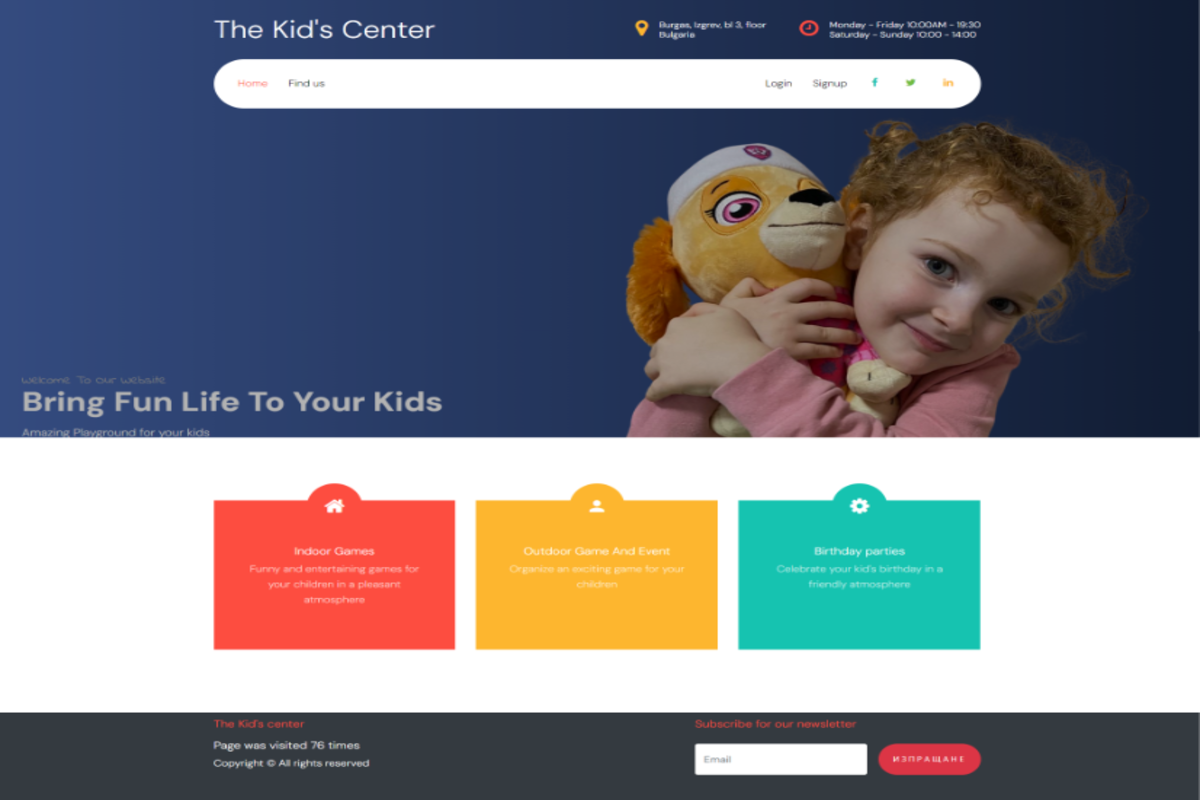 The Kid's Center
Burgas, Izgrev, bl 3, floor
Bulgaria
Monday - Friday 10:00AM - 19:30
Saturday - Sunday 10:00 - 14:00
Home
Find us
Login
Signup
Welcome To Our Website
Bring Fun Life To Your Kids
Amazing Playground for your kids
Indoor Games
Funny and entertaining games for
your children in a pleasant
atmosphere
Outdoor Game And Event
Organize an exciting game for your
children
Birthday parties
Celebrate your kid's birthday in a
friendly atmosphere
The Kid's center
Page was visited 76 times
Copyright © All rights reserved
Subscribe for our newsletter
Email
ИЗПРАЩАНЕ